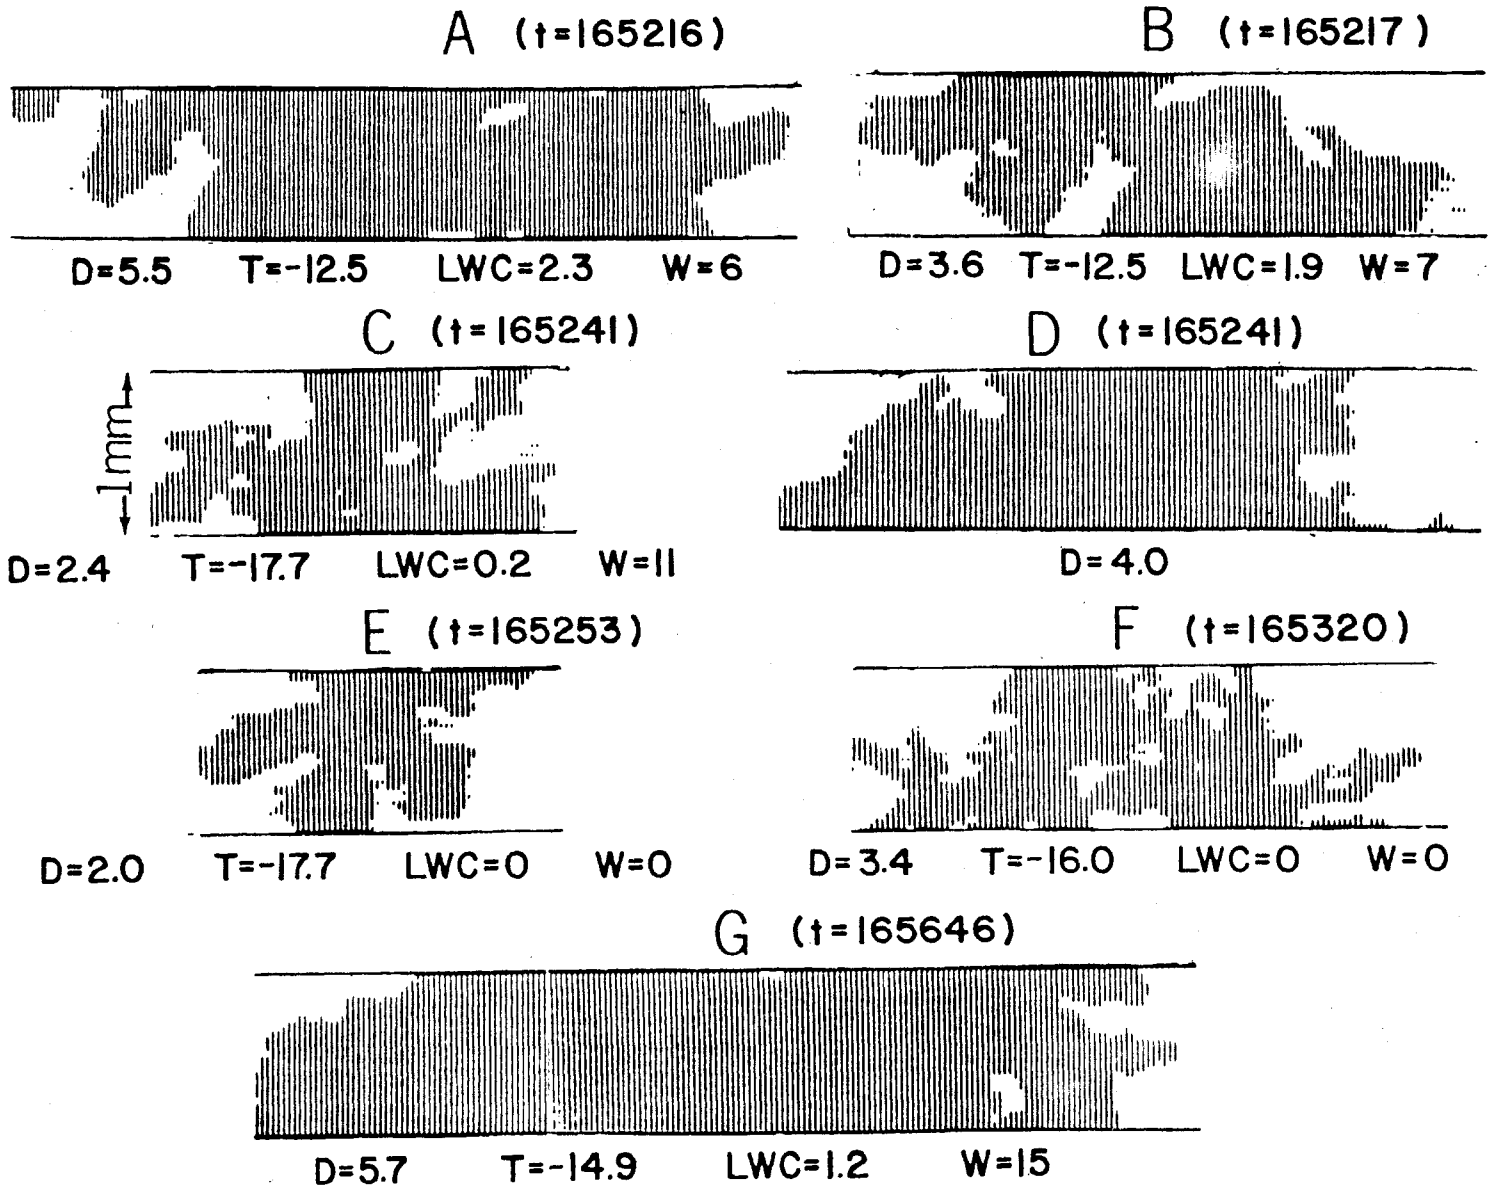 A (t=165216)
B (t=165217)
D=5.5 T=-12.5 LWC=2.3 W=6
D=3.6 T=-12.5 LWC=1.9 W=7
C (t=165241)
D (t=165241)
1mm
D=2.4 T=-17.7 LWC=0.2 W=11
D=4.0
E (t=165253)
F (t=165320)
D=2.0 T=-17.7 LWC=0 W=0
D=3.4 T=-16.0 LWC=0 W=0
G (t=165646)
D=5.7 T=-14.9 LWC=1.2 W=15